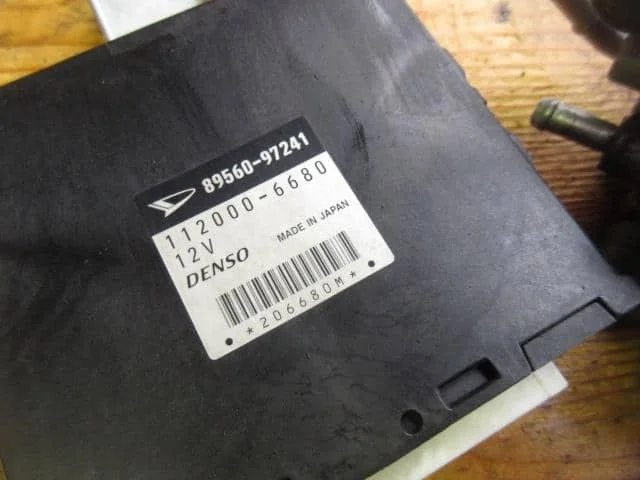 89560-97241
112000-6680
12V MADE IN JAPAN
DENSO
*206680M*